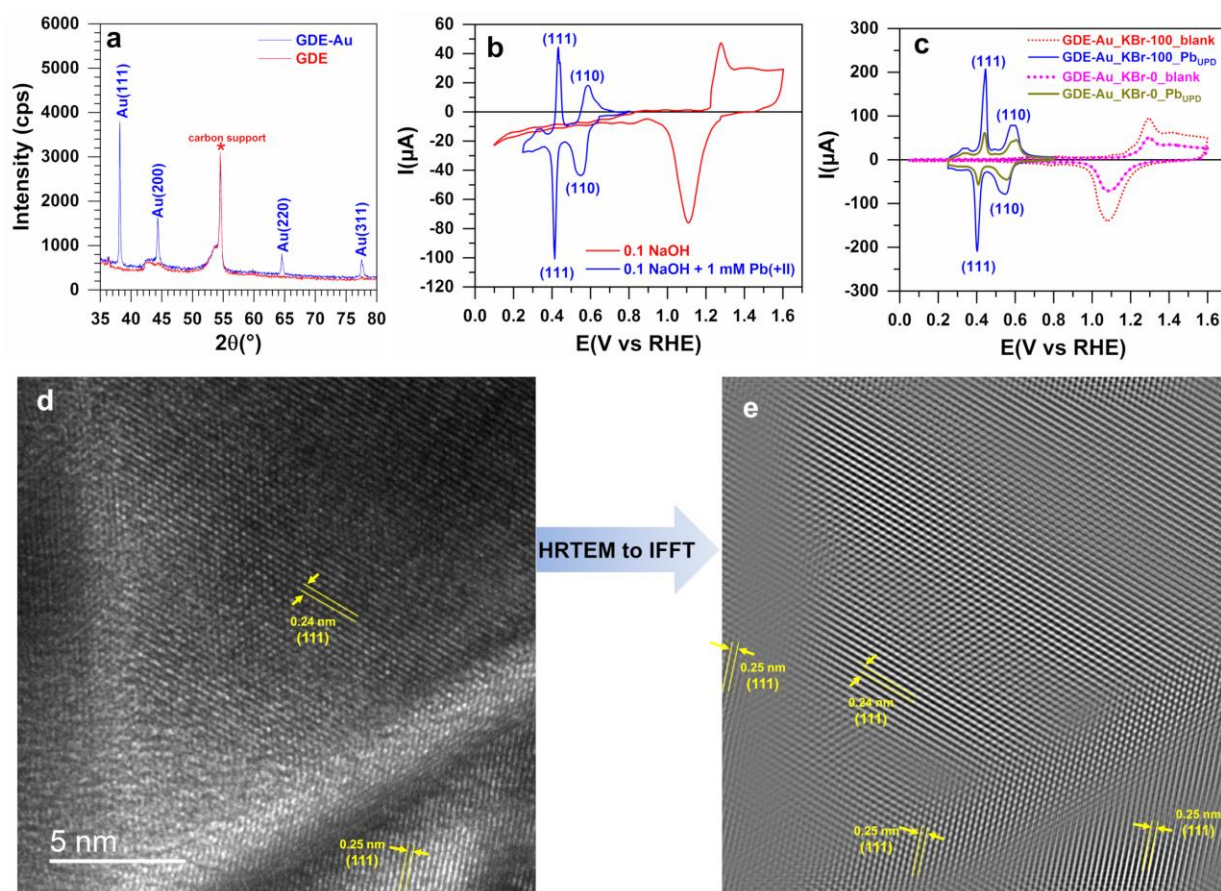 a
GDE-Au
GDE
Au(111)
Au(200)
carbon support
*
Au(220)
Au(311)
Intensity (cps)
6000
5000
4000
3000
2000
1000
0
35 40 45 50 55 60 65 70 75 80
2θ(°)
b
(111)
(110)
(110)
(111)
0.1 NaOH
0.1 NaOH + 1 mM Pb(+II)
I(µA)
60
40
20
0
-20
-40
-60
-80
-100
-120
0.0 0.2 0.4 0.6 0.8 1.0 1.2 1.4 1.6
E(V vs RHE)
c
GDE-Au_KBr-100_blank
GDE-Au_KBr-100_PbUPD
GDE-Au_KBr-0_blank
GDE-Au_KBr-0_PbUPD
(111)
(110)
(110)
(111)
I(µA)
300
200
100
0
-100
-200
-300
0.0 0.2 0.4 0.6 0.8 1.0 1.2 1.4 1.6
E(V vs RHE)
d
0.24 nm
(111)
0.25 nm
(111)
5 nm
HRTEM to IFFT
e
0.25 nm
(111)
0.24 nm
(111)
0.25 nm
(111)
0.25 nm
(111)